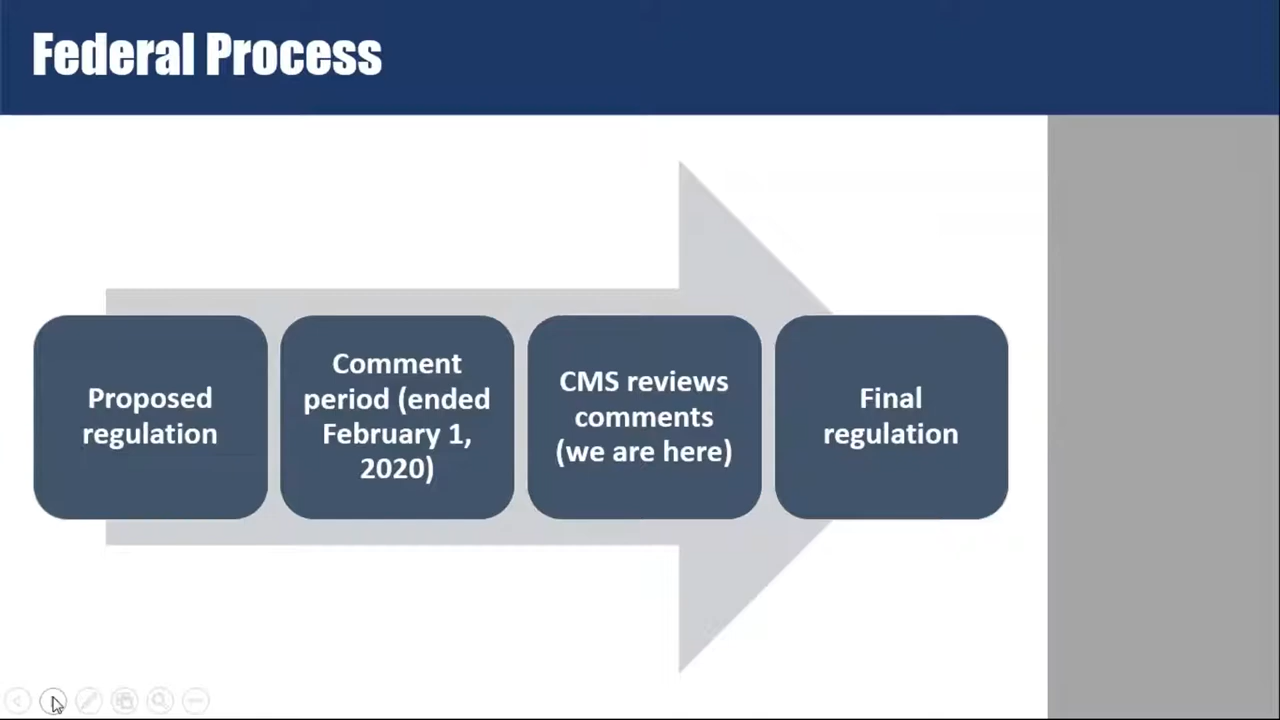 Federal Process
Proposed
regulation
Comment
period (ended
February 1,
2020)
CMS reviews
comments
(we are here)
Final
regulation